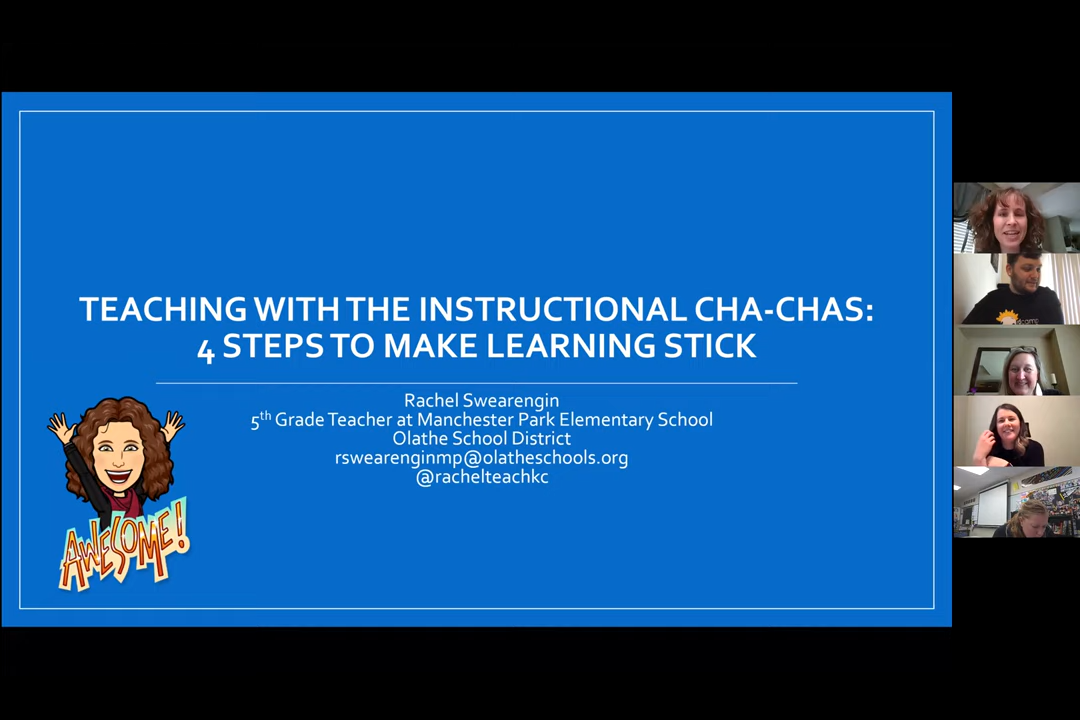 TEACHING WITH THE INSTRUCTIONAL CHA-CHAS:
4 STEPS TO MAKE LEARNING STICK
Rachel Swearengin
5th Grade Teacher at Manchester Park Elementary School
Olathe School District
rswearenginmp@olatheschools.org
@rachelteachkc
AWESOME!